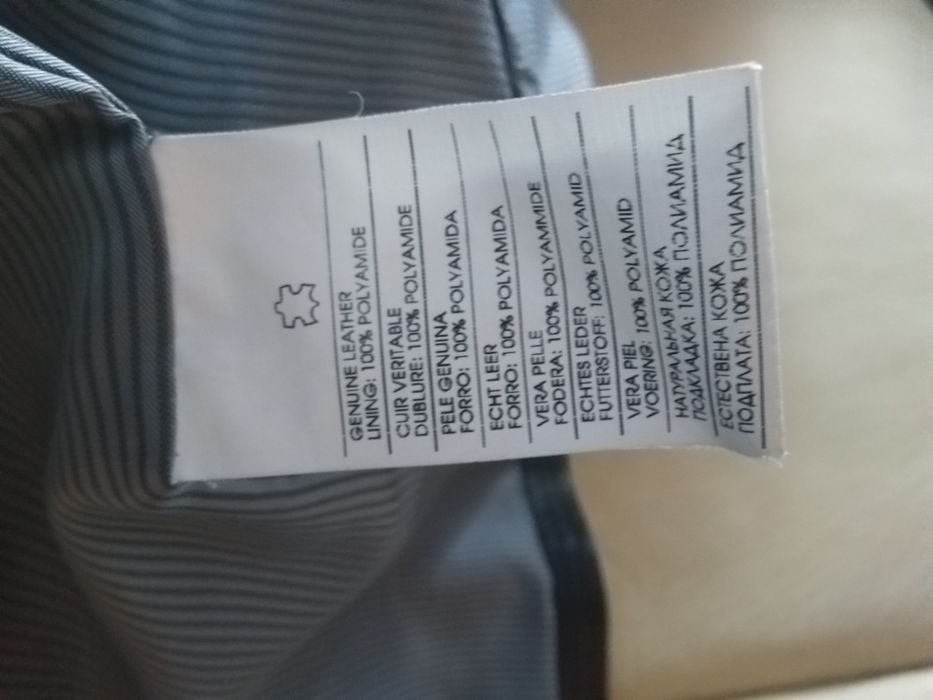 GENUINE LEATHER
LINING: 100% POLYAMIDE
CUIR VERITABLE
DUBLURE: 100% POLYAMIDE
PELE GENUINA
FORRO: 100% POLYAMIDA
ECHT LEER
FORRO: 100% POLYAMIDA
VERA PELLE
FODERA: 100% POLYAMMIDE
ECHTES LEDER
FUTTERSTOFF: 100% POLYAMID
VERA PIEL
VOERING: 100% POLYAMID
НАТУРАЛЬНАЯ КОЖА
ПОДКЛАДКА: 100% ПОЛИАМИД
ЕСТЕСТВЕНА КОЖА
ПОДПЛАТА: 100% ПОЛИАМИД